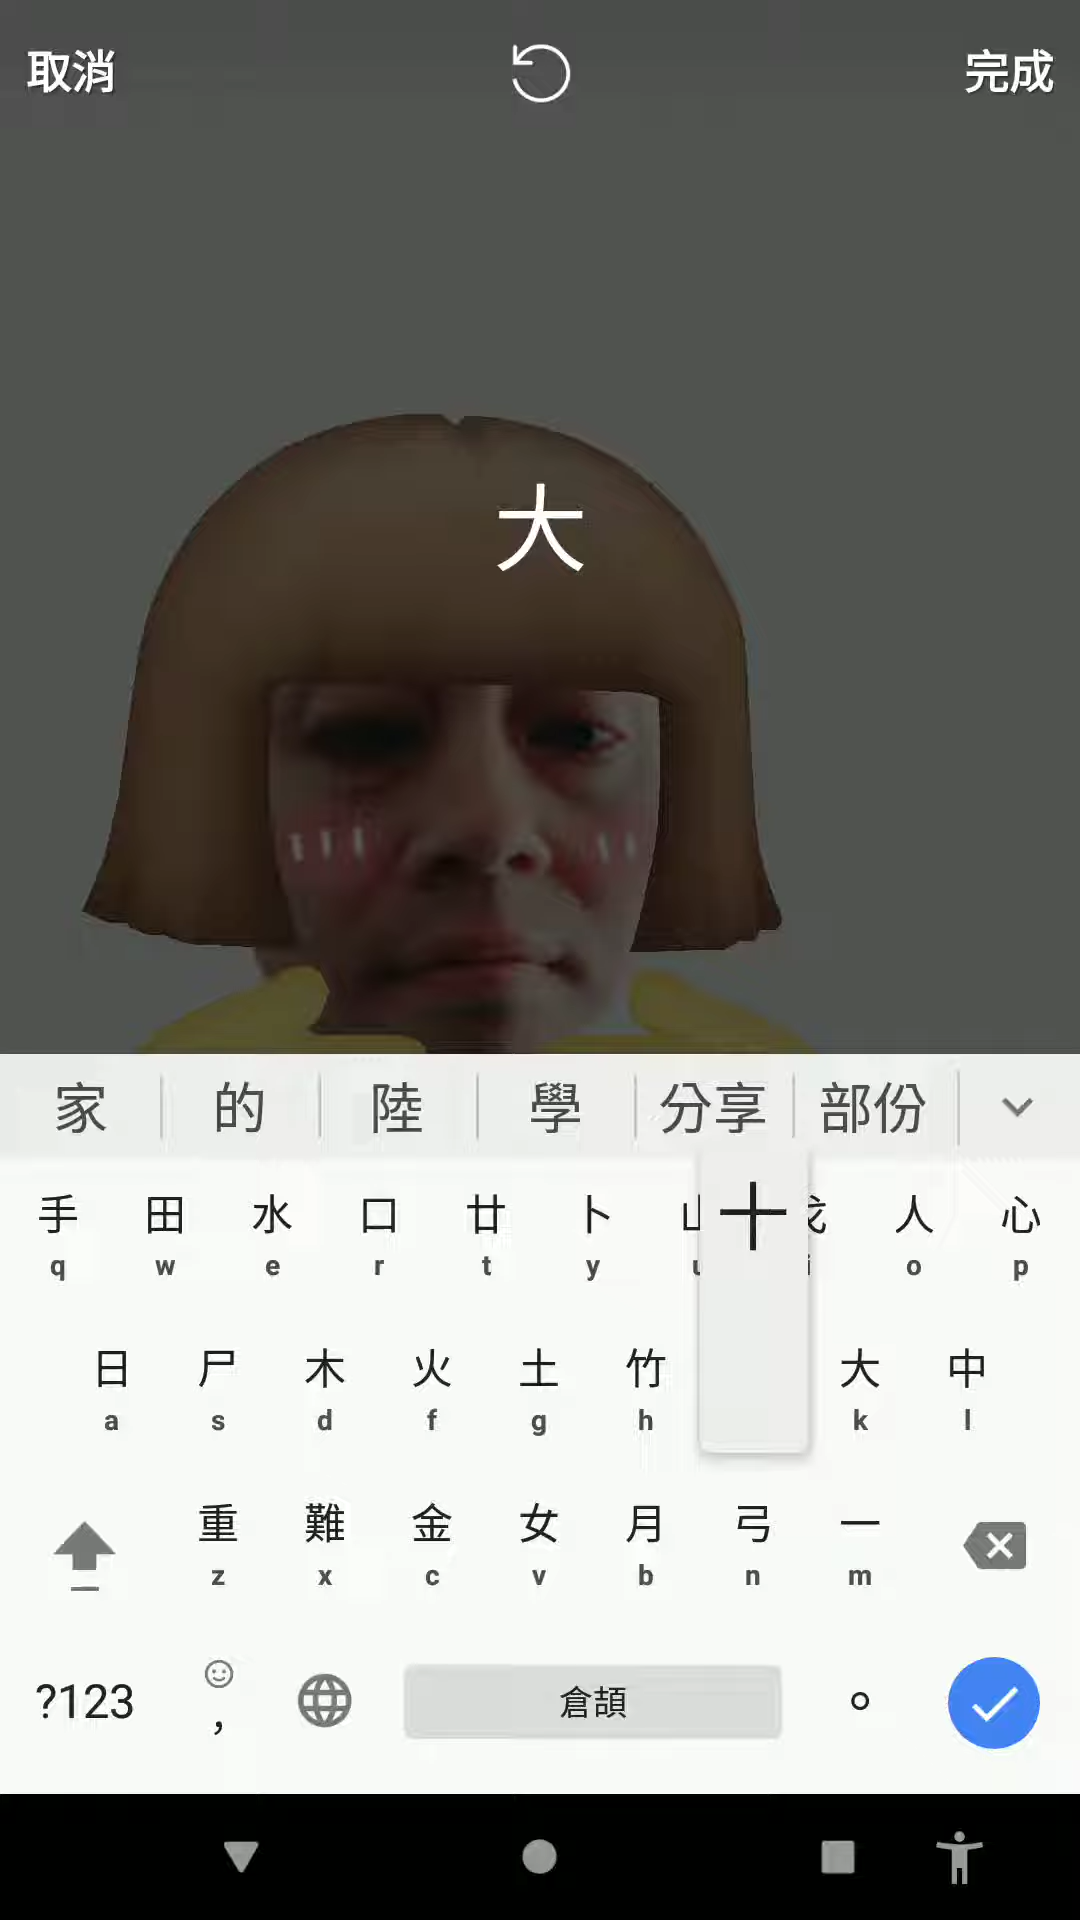 取消 完成
大
家 的 陸 學 分享 部份
手 田 水 口 廿 卜 山 十 戈 人 心
q w e r t y u i o p
日 尸 木 火 土 竹 大 中
a s d f g h k l
重 難 金 女 月 弓 一
z x c v b n m
?123 , 倉頡 。